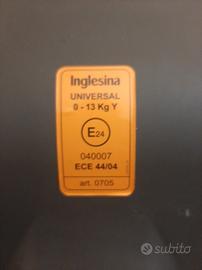 Inglesina
UNIVERSAL
0 - 13 Kg Y
E24
040007
ECE 44/04
art. 0705
subito